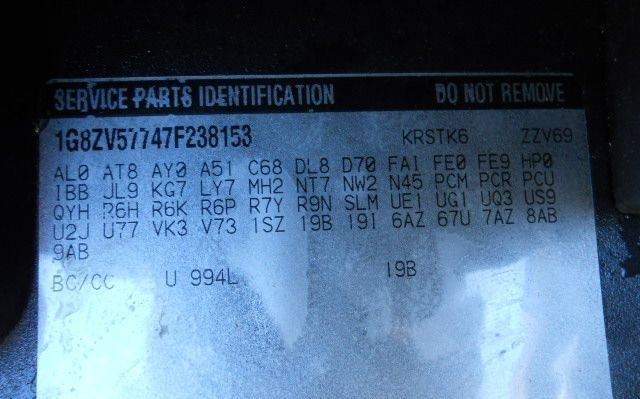 SERVICE PARTS IDENTIFICATION DO NOT REMOVE
1G8ZV57747F238153 KRSTK6 ZZV69
AL0 AT8 AY0 A51 C68 DL8 D70 FA1 FE0 FE9 HP0
1BB JL9 KG7 LY7 MH2 NT7 NW2 N45 PCM PCR PCU
QYH R6H R6K R6P R7Y R9N SLM UE1 UG1 UQ3 US9
U2J U77 VK3 V73 1SZ 19B 19I 6AZ 67U 7AZ 8AB
9AB
BC/CC U 994L 19B